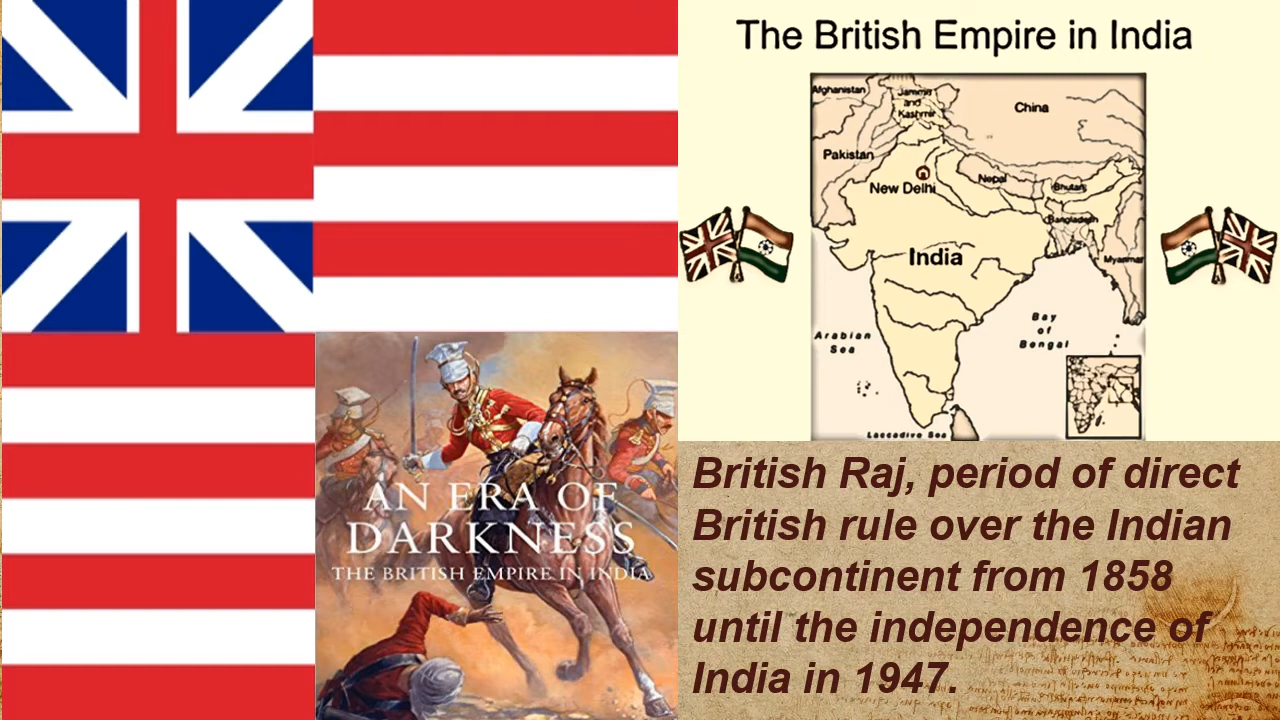 The British Empire in India
Afghanistan
Jammu
and
Kashmir
China
Pakistan
New Delhi
Nepal
Bhutan
Bangladesh
India
Myanmar
Arabian
Sea
Bay
of
Bengal
Laccadive Sea
AN ERA OF
DARKNESS
THE BRITISH EMPIRE IN INDIA
British Raj, period of direct
British rule over the Indian
subcontinent from 1858
until the independence of
India in 1947.